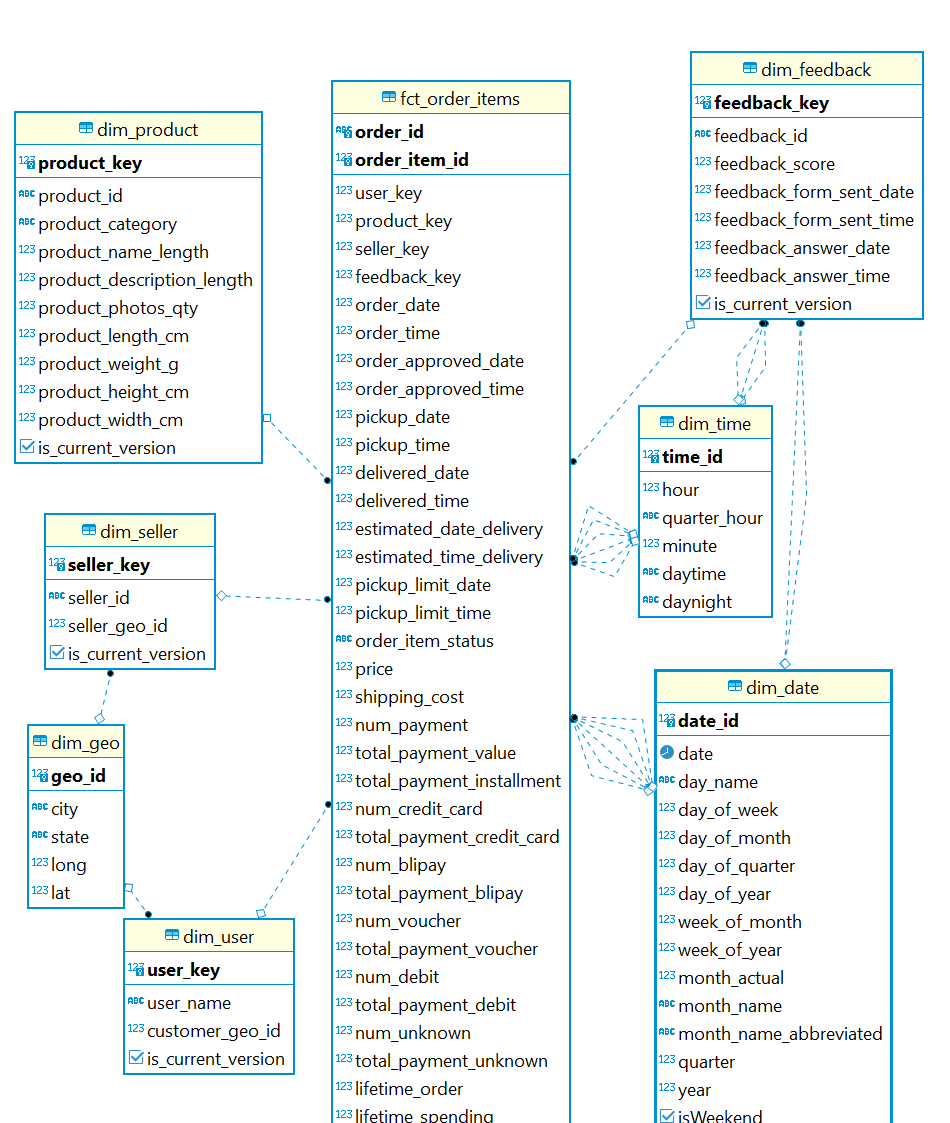 dim_product
product_key
product_id
product_category
product_name_length
product_description_length
product_photos_qty
product_length_cm
product_weight_g
product_height_cm
product_width_cm
is_current_version
dim_seller
seller_key
seller_id
seller_geo_id
is_current_version
dim_geo
geo_id
city
state
long
lat
dim_user
user_key
user_name
customer_geo_id
is_current_version
fct_order_items
order_id
order_item_id
user_key
product_key
seller_key
feedback_key
order_date
order_time
order_approved_date
order_approved_time
pickup_date
pickup_time
delivered_date
delivered_time
estimated_date_delivery
estimated_time_delivery
pickup_limit_date
pickup_limit_time
order_item_status
price
shipping_cost
num_payment
total_payment_value
total_payment_installment
num_credit_card
total_payment_credit_card
num_blipay
total_payment_blipay
num_voucher
total_payment_voucher
num_debit
total_payment_debit
num_unknown
total_payment_unknown
lifetime_order
lifetime_spending
dim_feedback
feedback_key
feedback_id
feedback_score
feedback_form_sent_date
feedback_form_sent_time
feedback_answer_date
feedback_answer_time
is_current_version
dim_time
time_id
hour
quarter_hour
minute
daytime
daynight
dim_date
date_id
date
day_name
day_of_week
day_of_month
day_of_quarter
day_of_year
week_of_month
week_of_year
month_actual
month_name
month_name_abbreviated
quarter
year
isWeekend